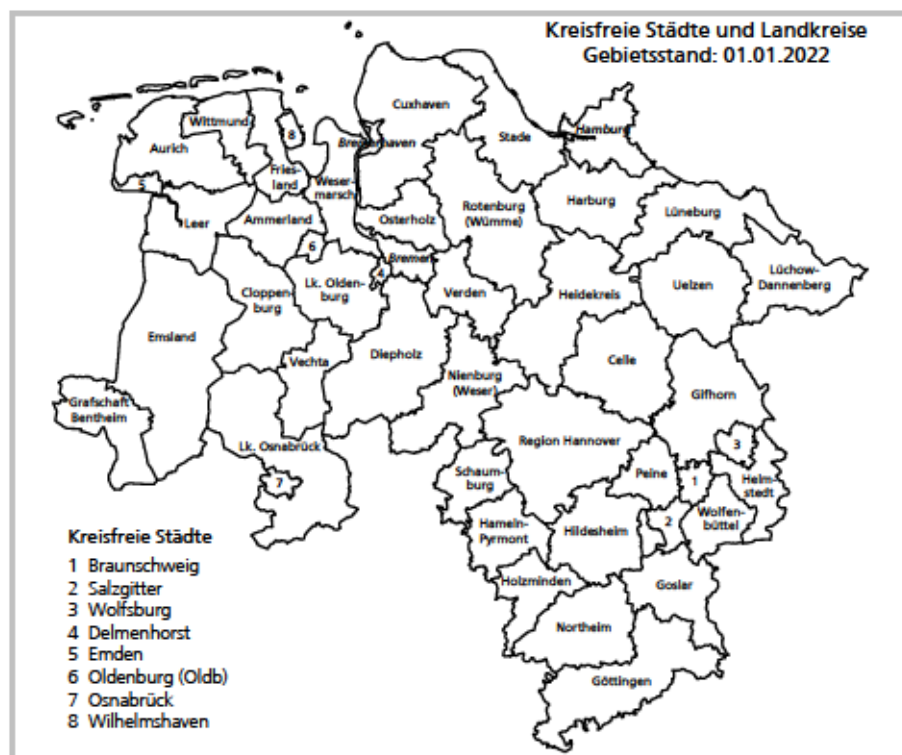 Kreisfreie Städte und Landkreise
Gebietsstand: 01.01.2022
Cuxhaven
Wittmund
8
Hamburg
Stade
Aurich
Bremerhaven
Fries-
land
Weser-
marsch
5
Rotenburg
(Wümme)
Harburg
Leer
Ammerland
Osterholz
Lüneburg
6
Bremen
4
Lk. Olden-
burg
Lüchow-
Dannenberg
Uelzen
Cloppen-
burg
Verden
Heidekreis
Emsland
Vechta
Diepholz
Celle
Nienburg
(Weser)
Gifhorn
Grafschaft
Bentheim
Lk. Osnabrück
Region Hannover
3
7
Schaum-
burg
Peine
1
Helm-
stedt
Wolfen-
büttel
2
Hameln-
Pyrmont
Hildesheim
Holzminden
Goslar
Northeim
Göttingen
Kreisfreie Städte
1 Braunschweig
2 Salzgitter
3 Wolfsburg
4 Delmenhorst
5 Emden
6 Oldenburg (Oldb)
7 Osnabrück
8 Wilhelmshaven